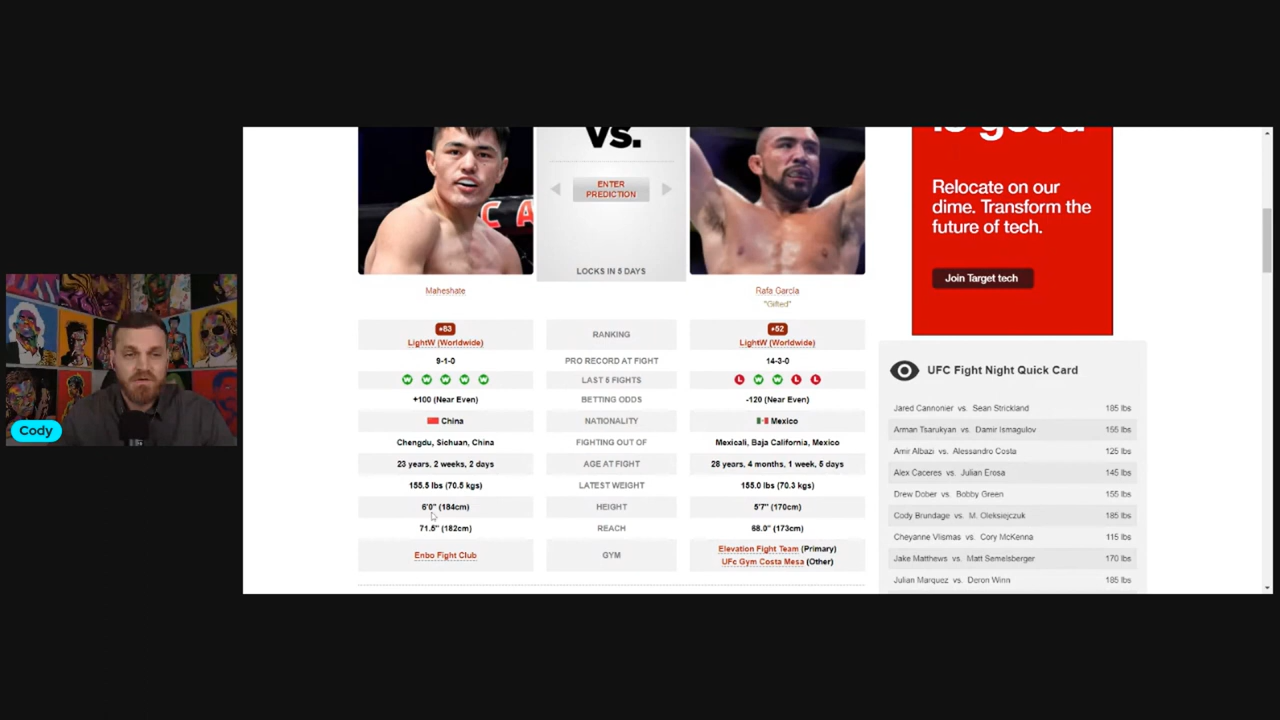 Cody
VS.
ENTER
PREDICTION
LOCKS IN 5 DAYS
CA
Maheshate
Rafa García
"Gifted"
+83
LightW (Worldwide)
RANKING
+52
LightW (Worldwide)
9-1-0
PRO RECORD AT FIGHT
14-3-0
W W W W W
LAST 5 FIGHTS
L W W L L
+100 (Near Even)
BETTING ODDS
-120 (Near Even)
China
NATIONALITY
Mexico
Chengdu, Sichuan, China
FIGHTING OUT OF
Mexicali, Baja California, Mexico
23 years, 2 weeks, 2 days
AGE AT FIGHT
28 years, 4 months, 1 week, 5 days
155.5 lbs (70.5 kgs)
LATEST WEIGHT
155.0 lbs (70.3 kgs)
6'0" (184cm)
HEIGHT
5'7" (170cm)
71.5" (182cm)
REACH
68.0" (173cm)
Enbo Fight Club
GYM
Elevation Fight Team (Primary)
UFc Gym Costa Mesa (Other)
is good
Relocate on our
dime. Transform the
future of tech.
Join Target tech
UFC Fight Night Quick Card
Jared Cannonier vs. Sean Strickland 185 lbs
Arman Tsarukyan vs. Damir Ismagulov 155 lbs
Amir Albazi vs. Alessandro Costa 125 lbs
Alex Caceres vs. Julian Erosa 145 lbs
Drew Dober vs. Bobby Green 155 lbs
Cody Brundage vs. M. Oleksiejczuk 185 lbs
Cheyanne Vlismas vs. Cory McKenna 115 lbs
Jake Matthews vs. Matt Semelsberger 170 lbs
Julian Marquez vs. Deron Winn 185 lbs